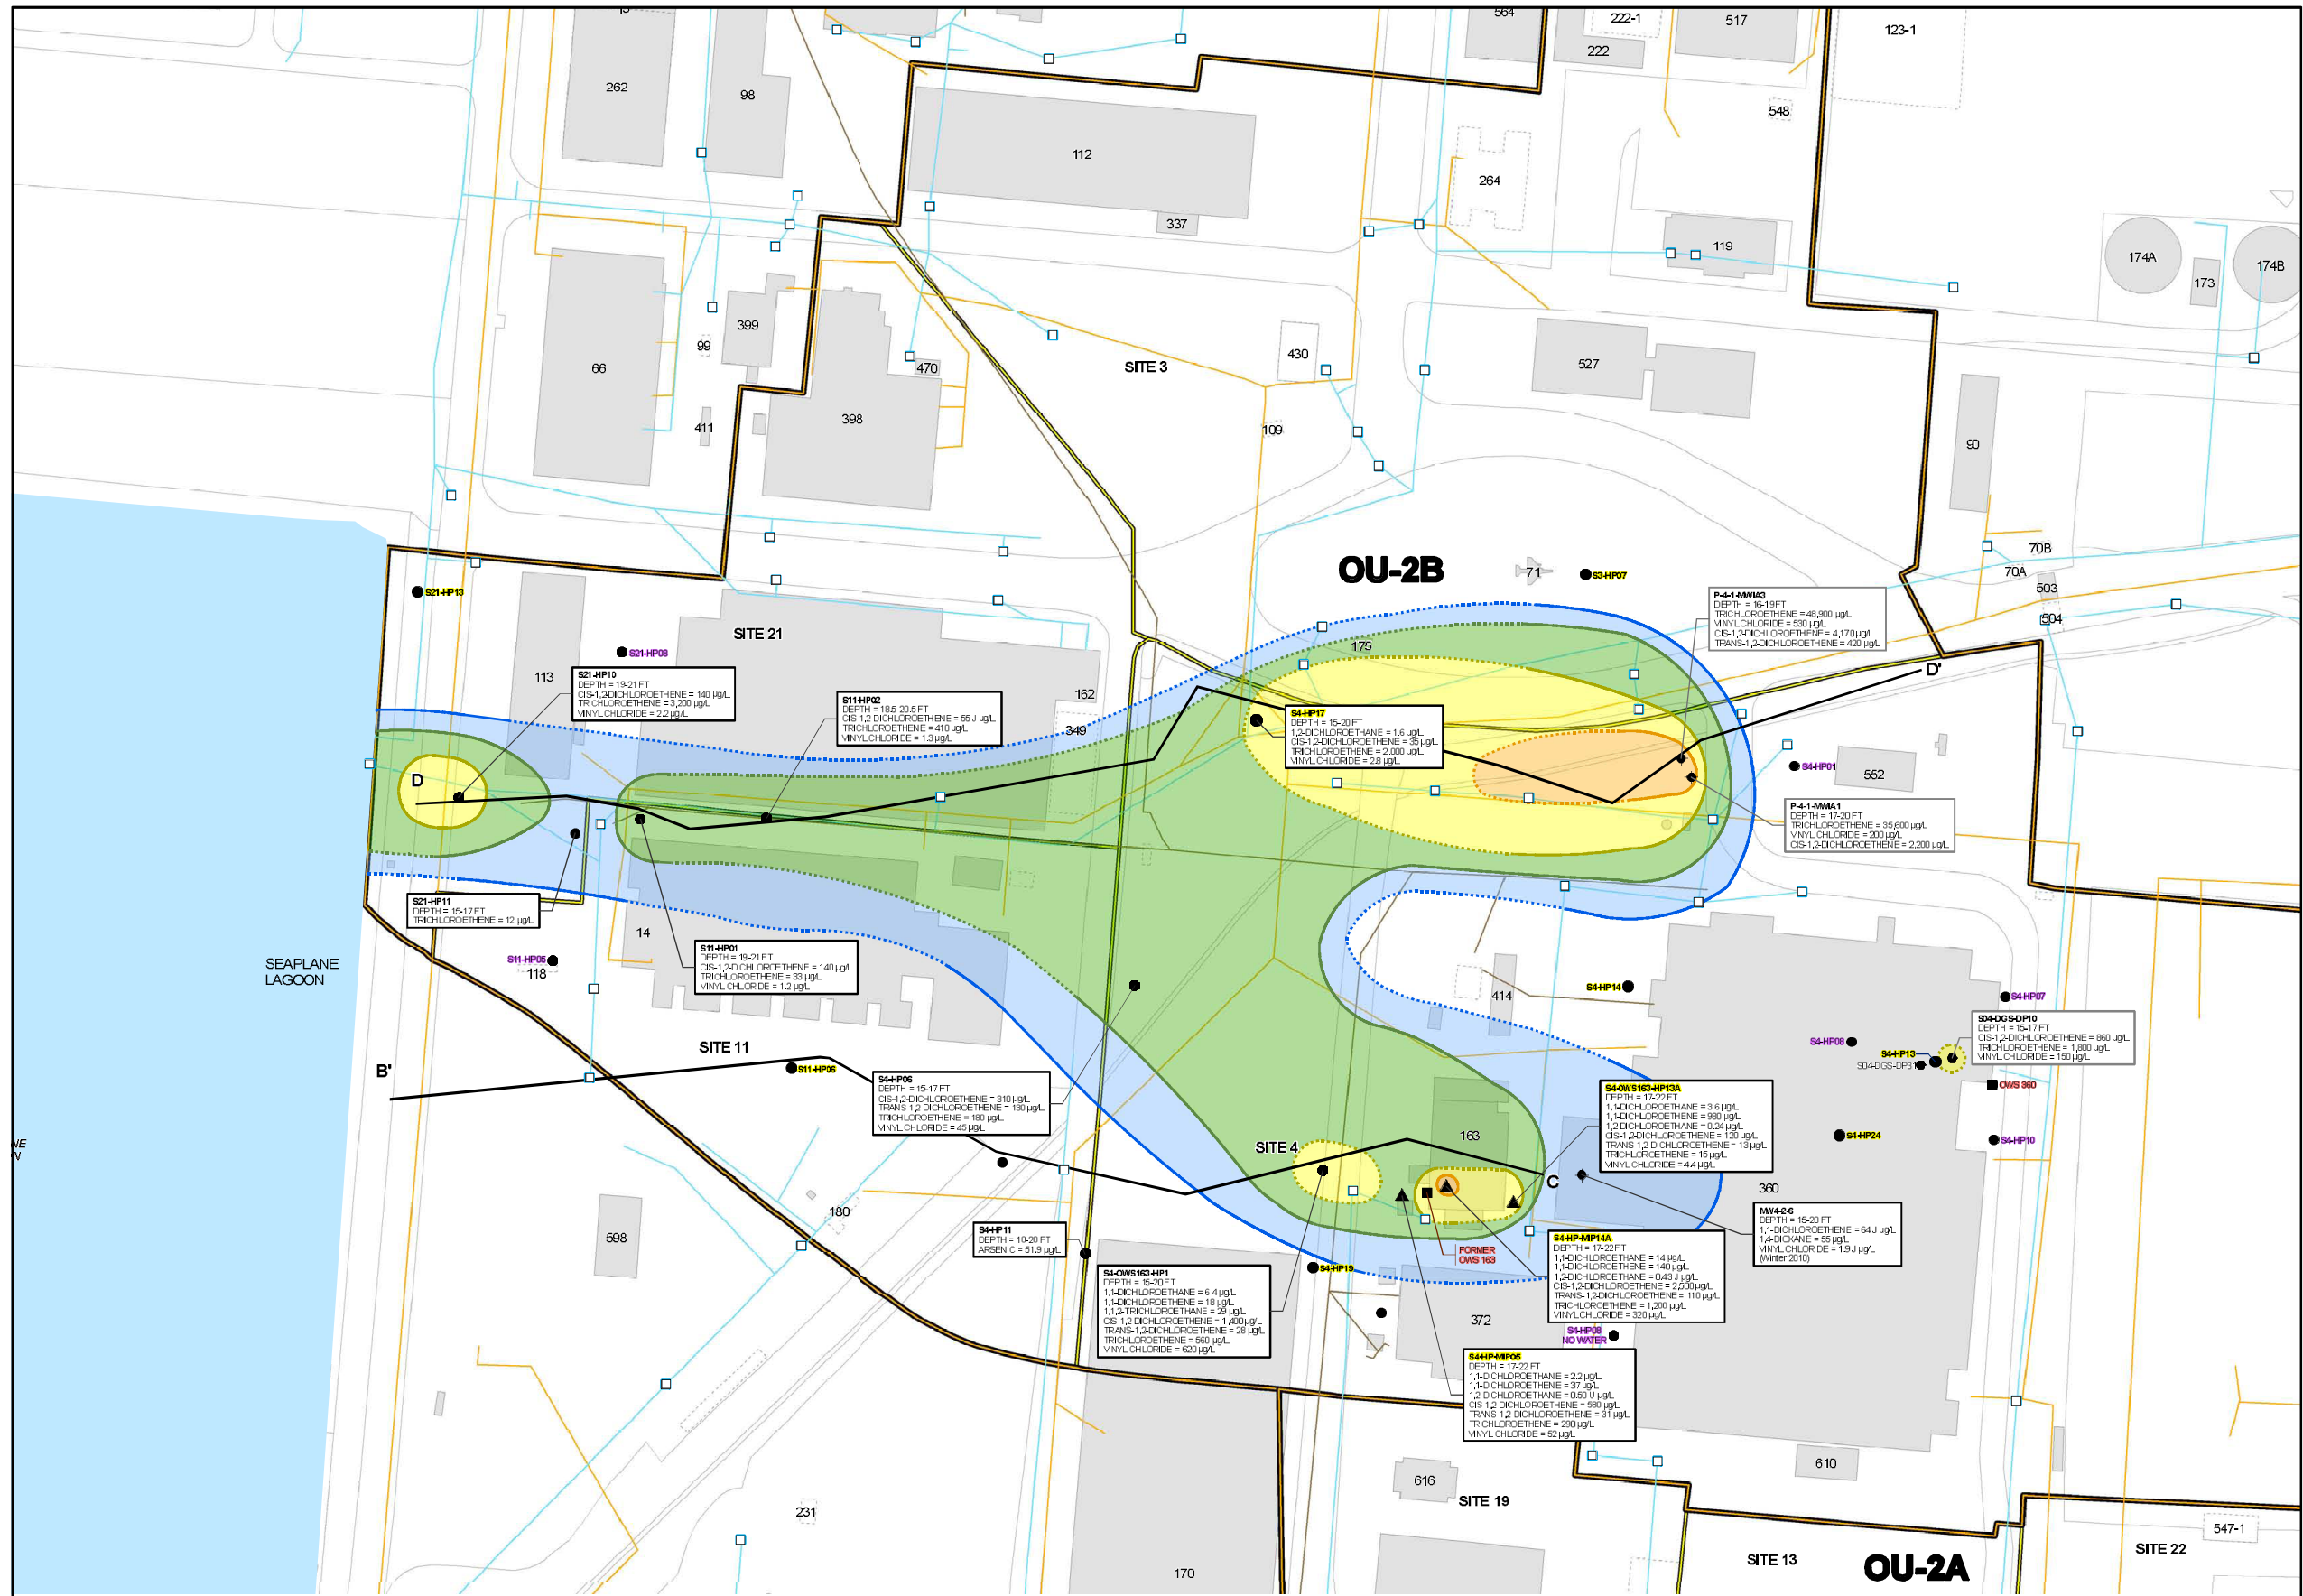 564
222-1
517
123-1
262
98
222
548
112
264
337
119
174A
173
174B
399
99
66
470
SITE 3
430
527
398
411
109
90
OU-2B
71
S3-HP07
70B
70A
503
504
S21-HP13
SITE 21
S21-HP08
113
175
162
349
P-4-1-MWIA3
DEPTH = 16-19 FT
TRICHLOROETHENE = 48,900 µg/L
VINYL CHLORIDE = 530 µg/L
CIS-1,2-DICHLOROETHENE = 4,170 µg/L
TRANS-1,2-DICHLOROETHENE = 420 µg/L
D'
S21-HP10
DEPTH = 19-21 FT
CIS-1,2-DICHLOROETHENE = 140 µg/L
TRICHLOROETHENE = 3,200 µg/L
VINYL CHLORIDE = 2.2 µg/L
S11-HP02
DEPTH = 18.5-20.5 FT
CIS-1,2-DICHLOROETHENE = 55 J µg/L
TRICHLOROETHENE = 410 µg/L
VINYL CHLORIDE = 1.3 µg/L
S4-HP17
DEPTH = 15-20 FT
1,2-DICHLOROETHANE = 1.6 µg/L
CIS-1,2-DICHLOROETHENE = 35 µg/L
TRICHLOROETHENE = 2,000 µg/L
VINYL CHLORIDE = 2.8 µg/L
D
S4-HP01
552
P-4-1-MWIA1
DEPTH = 17-20 FT
TRICHLOROETHENE = 35,600 µg/L
VINYL CHLORIDE = 200 µg/L
CIS-1,2-DICHLOROETHENE = 2,200 µg/L
S21-HP11
DEPTH = 15-17 FT
TRICHLOROETHENE = 12 µg/L
14
S11-HP01
DEPTH = 19-21 FT
CIS-1,2-DICHLOROETHENE = 140 µg/L
TRICHLOROETHENE = 33 µg/L
VINYL CHLORIDE = 1.2 µg/L
SEAPLANE
LAGOON
S11-HP05
118
S4-HP14
414
S4-HP07
S04-DGS-DP10
DEPTH = 15-17 FT
CIS-1,2-DICHLOROETHENE = 860 µg/L
TRICHLOROETHENE = 1,800 µg/L
VINYL CHLORIDE = 150 µg/L
S4-HP08
S4-HP13
S04-DGS-DP31
OWS 360
SITE 11
B'
S11-HP06
S4-HP06
DEPTH = 15-17 FT
CIS-1,2-DICHLOROETHENE = 310 µg/L
TRANS-1,2-DICHLOROETHENE = 130 µg/L
TRICHLOROETHENE = 180 µg/L
VINYL CHLORIDE = 45 µg/L
S4-OWS163-HP13A
DEPTH = 17-22 FT
1,1-DICHLOROETHANE = 3.6 µg/L
1,1-DICHLOROETHENE = 980 µg/L
1,2-DICHLOROETHANE = 0.24 µg/L
CIS-1,2-DICHLOROETHENE = 120 µg/L
TRANS-1,2-DICHLOROETHENE = 13 µg/L
TRICHLOROETHENE = 15 µg/L
VINYL CHLORIDE = 4.4 µg/L
163
S4-HP24
S4-HP10
SITE 4
C
360
180
598
S4-HP11
DEPTH = 18-20 FT
ARSENIC = 51.9 µg/L
MW4-2-6
DEPTH = 15-20 FT
1,1-DICHLOROETHENE = 64 J µg/L
1,4-DIOXANE = 55 µg/L
VINYL CHLORIDE = 1.9 J µg/L
(Winter 2010)
FORMER
OWS 163
S4-HP19
S4-HP-MIP14A
DEPTH = 17-22 FT
1,1-DICHLOROETHANE = 14 µg/L
1,1-DICHLOROETHENE = 140 µg/L
1,2-DICHLOROETHANE = 0.43 J µg/L
CIS-1,2-DICHLOROETHENE = 2,500 µg/L
TRANS-1,2-DICHLOROETHENE = 110 µg/L
TRICHLOROETHENE = 1,200 µg/L
VINYL CHLORIDE = 320 µg/L
S4-OWS163-HP1
DEPTH = 15-20 FT
1,1-DICHLOROETHANE = 6.4 µg/L
1,1-DICHLOROETHENE = 18 µg/L
1,1,2-TRICHLOROETHANE = 29 µg/L
CIS-1,2-DICHLOROETHENE = 1,400 µg/L
TRANS-1,2-DICHLOROETHENE = 28 µg/L
TRICHLOROETHENE = 560 µg/L
VINYL CHLORIDE = 620 µg/L
372
S4-HP08
NO WATER
S4-HP-MIP05
DEPTH = 17-22 FT
1,1-DICHLOROETHANE = 2.2 µg/L
1,1-DICHLOROETHENE = 37 µg/L
1,2-DICHLOROETHANE = 0.50 U µg/L
CIS-1,2-DICHLOROETHENE = 580 µg/L
TRANS-1,2-DICHLOROETHENE = 31 µg/L
TRICHLOROETHENE = 290 µg/L
VINYL CHLORIDE = 52 µg/L
610
616
SITE 19
231
547-1
SITE 22
SITE 13
OU-2A
170